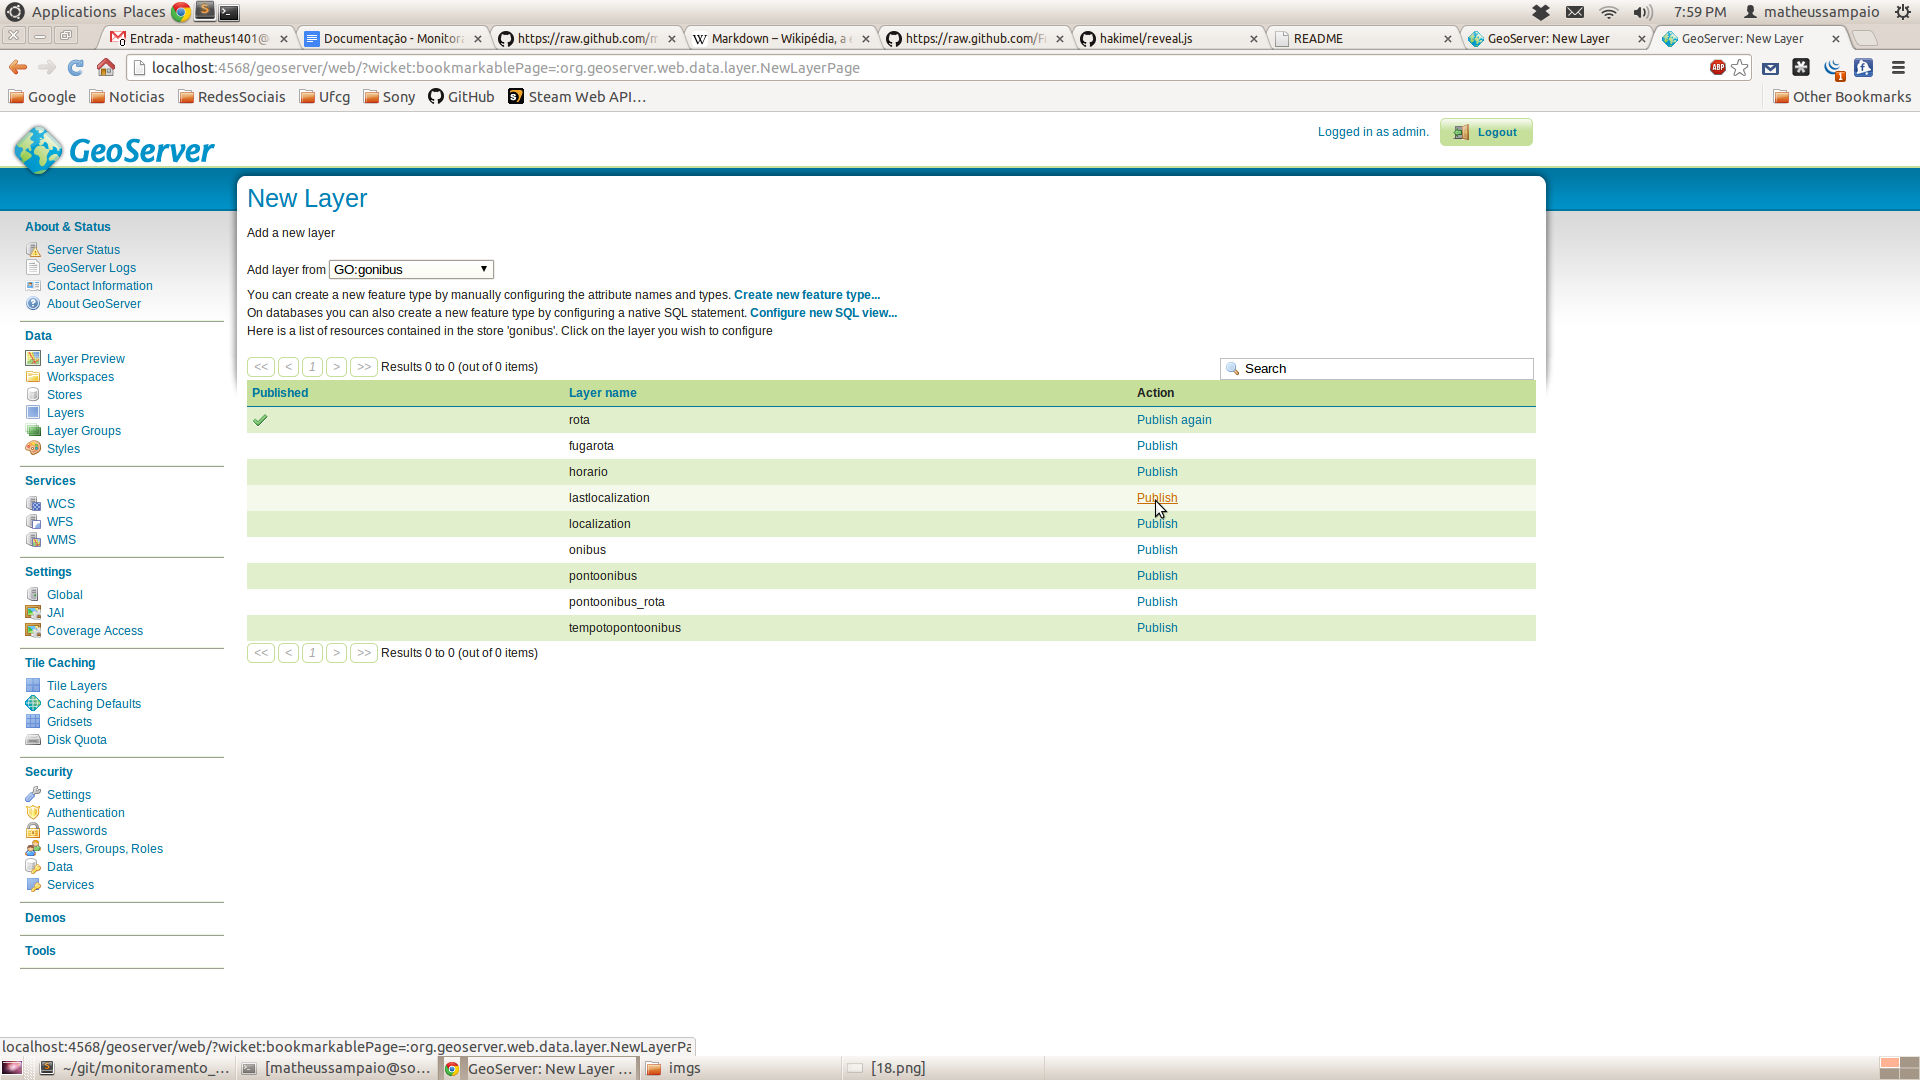 Applications Places
7:59 PM matheussampaio
Entrada - matheus1401@
Documentação - Monitora
https://raw.github.com/m
Markdown – Wikipédia, a e
https://raw.github.com/Fr
hakimel/reveal.js
README
GeoServer: New Layer
GeoServer: New Layer
localhost:4568/geoserver/web/?wicket:bookmarkablePage=:org.geoserver.web.data.layer.NewLayerPage
ABP
1
Google Noticias RedesSociais Ufcg Sony GitHub Steam Web API... Other Bookmarks
GeoServer
Logged in as admin. Logout
About & Status
Server Status
GeoServer Logs
Contact Information
About GeoServer
Data
Layer Preview
Workspaces
Stores
Layers
Layer Groups
Styles
Services
WCS
WFS
WMS
Settings
Global
JAI
Coverage Access
Tile Caching
Tile Layers
Caching Defaults
Gridsets
Disk Quota
Security
Settings
Authentication
Passwords
Users, Groups, Roles
Data
Services
Demos
Tools
New Layer
Add a new layer
Add layer from GO:gonibus
You can create a new feature type by manually configuring the attribute names and types. Create new feature type...
On databases you can also create a new feature type by configuring a native SQL statement. Configure new SQL view...
Here is a list of resources contained in the store 'gonibus'. Click on the layer you wish to configure
<< < 1 > >> Results 0 to 0 (out of 0 items) Search
Published Layer name Action
rota Publish again
fugarota Publish
horario Publish
lastlocalization Publish
localization Publish
onibus Publish
pontoonibus Publish
pontoonibus_rota Publish
tempotopontoonibus Publish
<< < 1 > >> Results 0 to 0 (out of 0 items)
localhost:4568/geoserver/web/?wicket:bookmarkablePage=:org.geoserver.web.data.layer.NewLayerPa
~/git/monitoramento_... [matheussampaio@so... GeoServer: New Layer ... imgs [18.png]